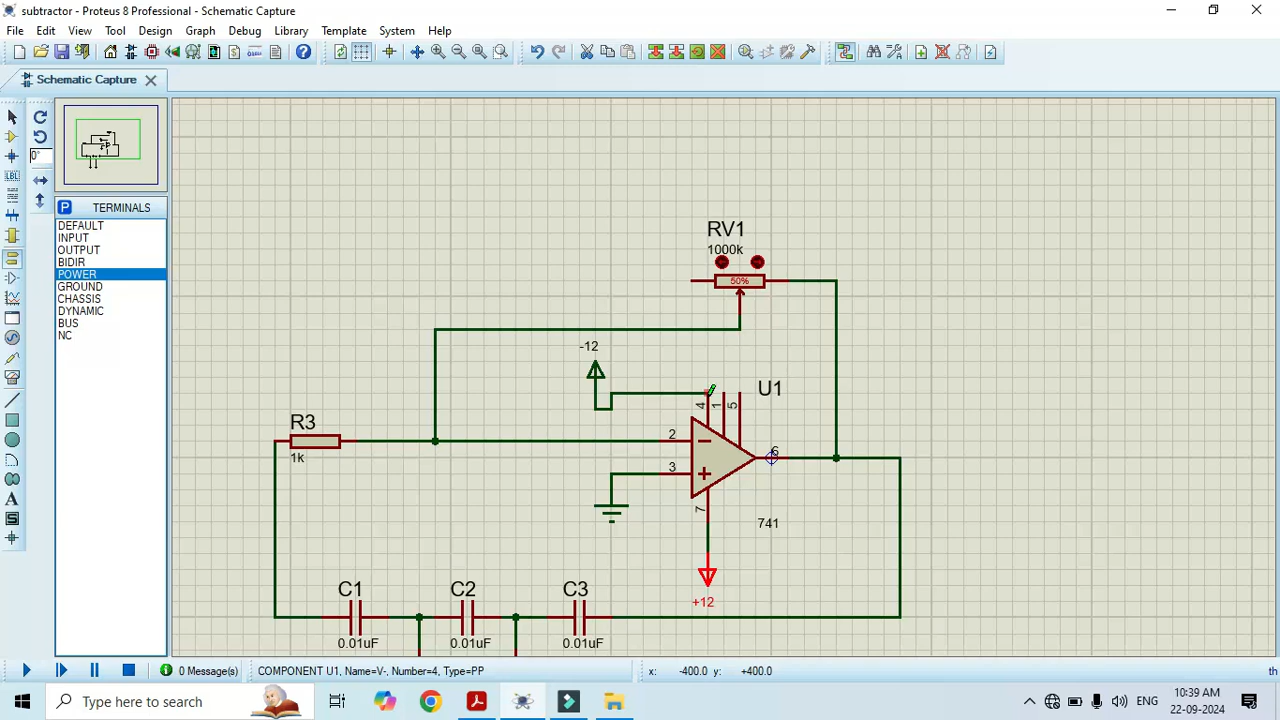 subtractor - Proteus 8 Professional - Schematic Capture
File Edit View Tool Design Graph Debug Library Template System Help
Schematic Capture
0°
P TERMINALS
DEFAULT
INPUT
OUTPUT
BIDIR
POWER
GROUND
CHASSIS
DYNAMIC
BUS
NC
RV1
1000k
50%
-12
U1
4
1
5
R3
1k
2
6
3
7
741
+12
C1
C2
C3
0.01uF
0.01uF
0.01uF
0 Message(s)
COMPONENT U1, Name=V-, Number=4, Type=PP
x: -400.0 y: +400.0
th
Type here to search
ENG
10:39 AM
22-09-2024